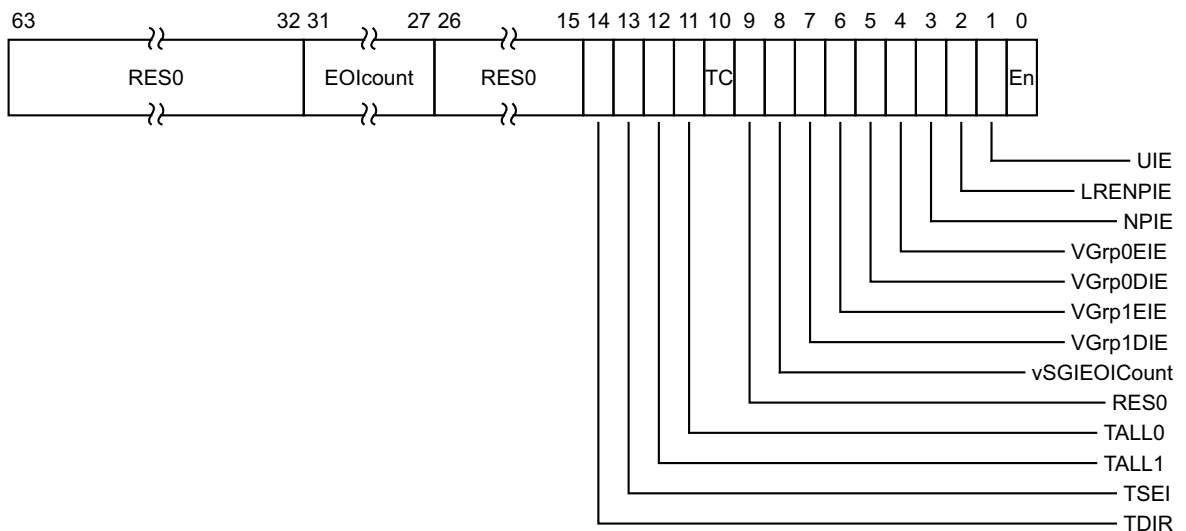 63 32 31 27 26 15 14 13 12 11 10 9 8 7 6 5 4 3 2 1 0
RES0 EOIcount RES0 TC En
UIE
LRENPIE
NPIE
VGrp0EIE
VGrp0DIE
VGrp1EIE
VGrp1DIE
vSGIEOICount
RES0
TALL0
TALL1
TSEI
TDIR